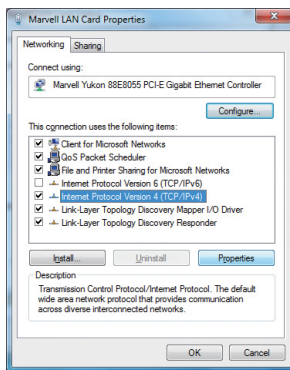 Marvell LAN Card Properties
Networking
Sharing
Connect using:
Marvell Yukon 88E8055 PCI-E Gigabit Ethernet Controller
Configure...
This connection uses the following items:
Client for Microsoft Networks
QoS Packet Scheduler
File and Printer Sharing for Microsoft Networks
Internet Protocol Version 6 (TCP/IPv6)
Internet Protocol Version 4 (TCP/IPv4)
Link-Layer Topology Discovery Mapper I/O Driver
Link-Layer Topology Discovery Responder
Install...
Uninstall
Properties
Description
Transmission Control Protocol/Internet Protocol. The default
wide area network protocol that provides communication
across diverse interconnected networks.
OK
Cancel